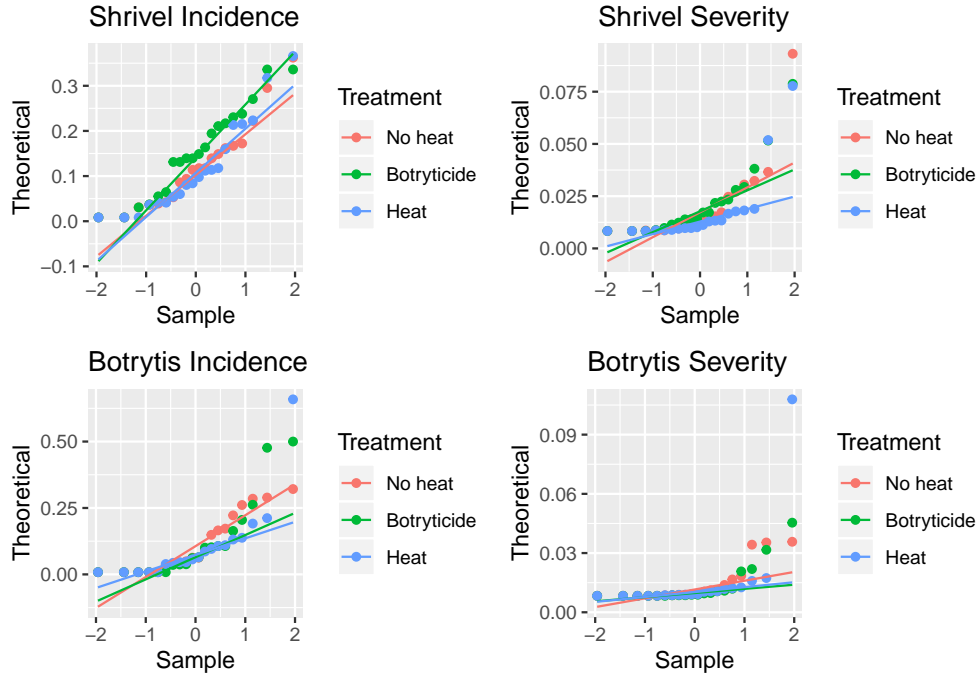 Shrivel Incidence
Theoretical
0.3
0.2
0.1
0.0
−0.1
−2 −1 0 1 2
Sample
Treatment
No heat
Botryticide
Heat
Shrivel Severity
Theoretical
0.075
0.050
0.025
0.000
−2 −1 0 1 2
Sample
Treatment
No heat
Botryticide
Heat
Botrytis Incidence
Theoretical
0.50
0.25
0.00
−2 −1 0 1 2
Sample
Treatment
No heat
Botryticide
Heat
Botrytis Severity
Theoretical
0.09
0.06
0.03
0.00
−2 −1 0 1 2
Sample
Treatment
No heat
Botryticide
Heat